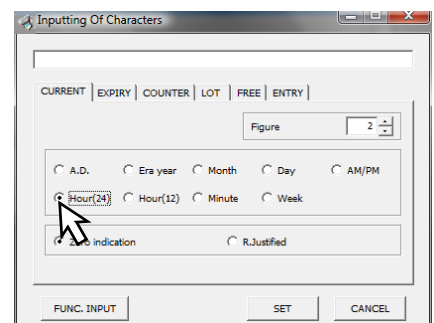 Inputting Of Characters
CURRENT EXPIRY COUNTER LOT FREE ENTRY
Figure 2
A.D. Era year Month Day AM/PM
Hour(24) Hour(12) Minute Week
Zero indication R.Justified
FUNC. INPUT SET CANCEL